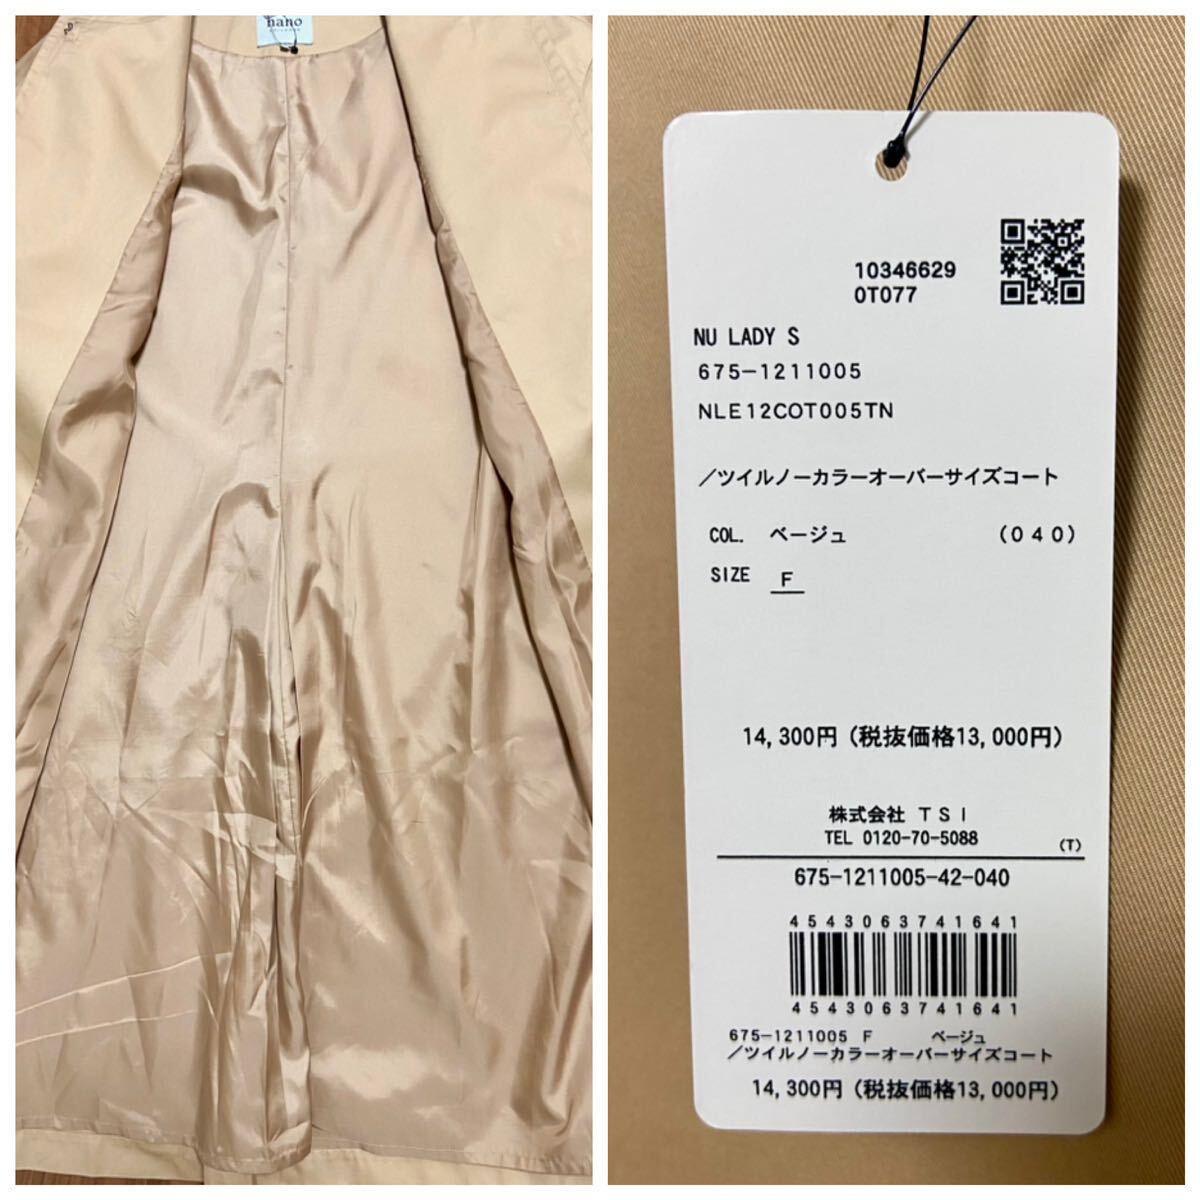 nano
10346629
0T077
NU LADY S
675-1211005
NLE12COT005TN
／ツイルノーカラーオーバーサイズコート
COL. ベージュ (040)
SIZE F
14,300円 (税抜価格13,000円)
株式会社 TSI
TEL 0120-70-5088
(T)
675-1211005-42-040
4543063741641
4543063741641
675-1211005 F ベージュ
／ツイルノーカラーオーバーサイズコート
14,300円 (税抜価格13,000円)